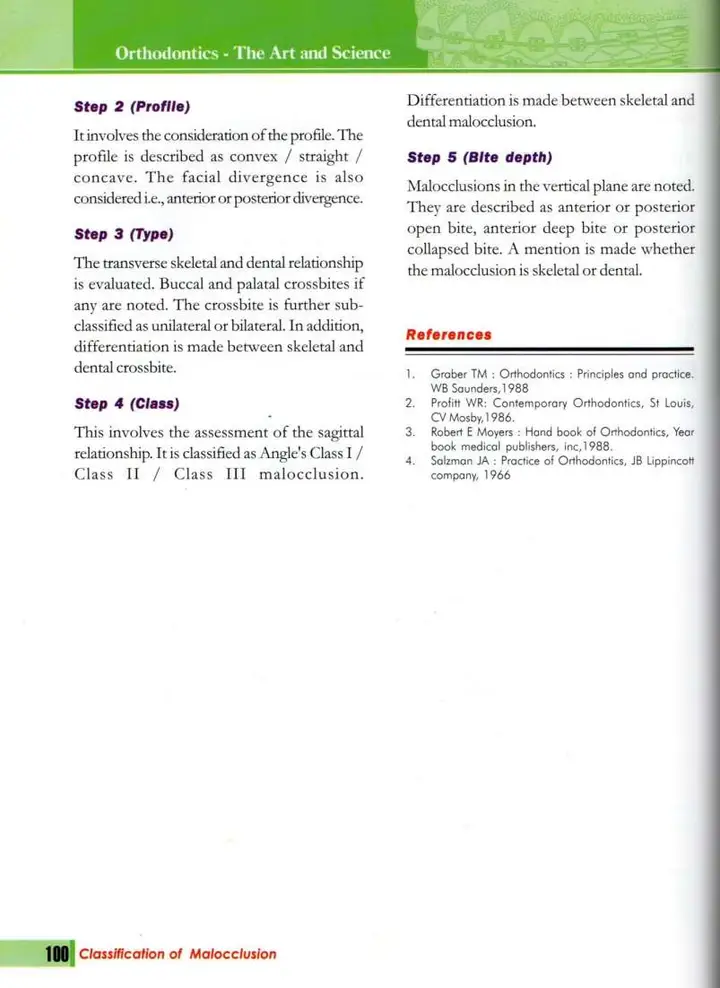 Orthodontics - The Art and Science
Step 2 (Profile)
It involves the consideration of the profile. The
profile is described as convex / straight /
concave. The facial divergence is also
considered i.e., anterior or posterior divergence.
Step 3 (Type)
The transverse skeletal and dental relationship
is evaluated. Buccal and palatal crossbites if
any are noted. The crossbite is further sub-
classified as unilateral or bilateral. In addition,
differentiation is made between skeletal and
dental crossbite.
Step 4 (Class)
This involves the assessment of the sagittal
relationship. It is classified as Angle's Class I /
Class II / Class III malocclusion.
Differentiation is made between skeletal and
dental malocclusion.
Step 5 (Bite depth)
Malocclusions in the vertical plane are noted.
They are described as anterior or posterior
open bite, anterior deep bite or posterior
collapsed bite. A mention is made whether
the malocclusion is skeletal or dental.
References
1. Graber TM : Orthodontics : Principles and practice.
WB Saunders,1988
2. Profitt WR: Contemporary Orthodontics, St Louis,
CV Mosby,1986.
3. Robert E Moyers : Hand book of Orthodontics, Year
book medical publishers, inc,1988.
4. Salzman JA : Practice of Orthodontics, JB Lippincott
company, 1966
100 Classification of Malocclusion